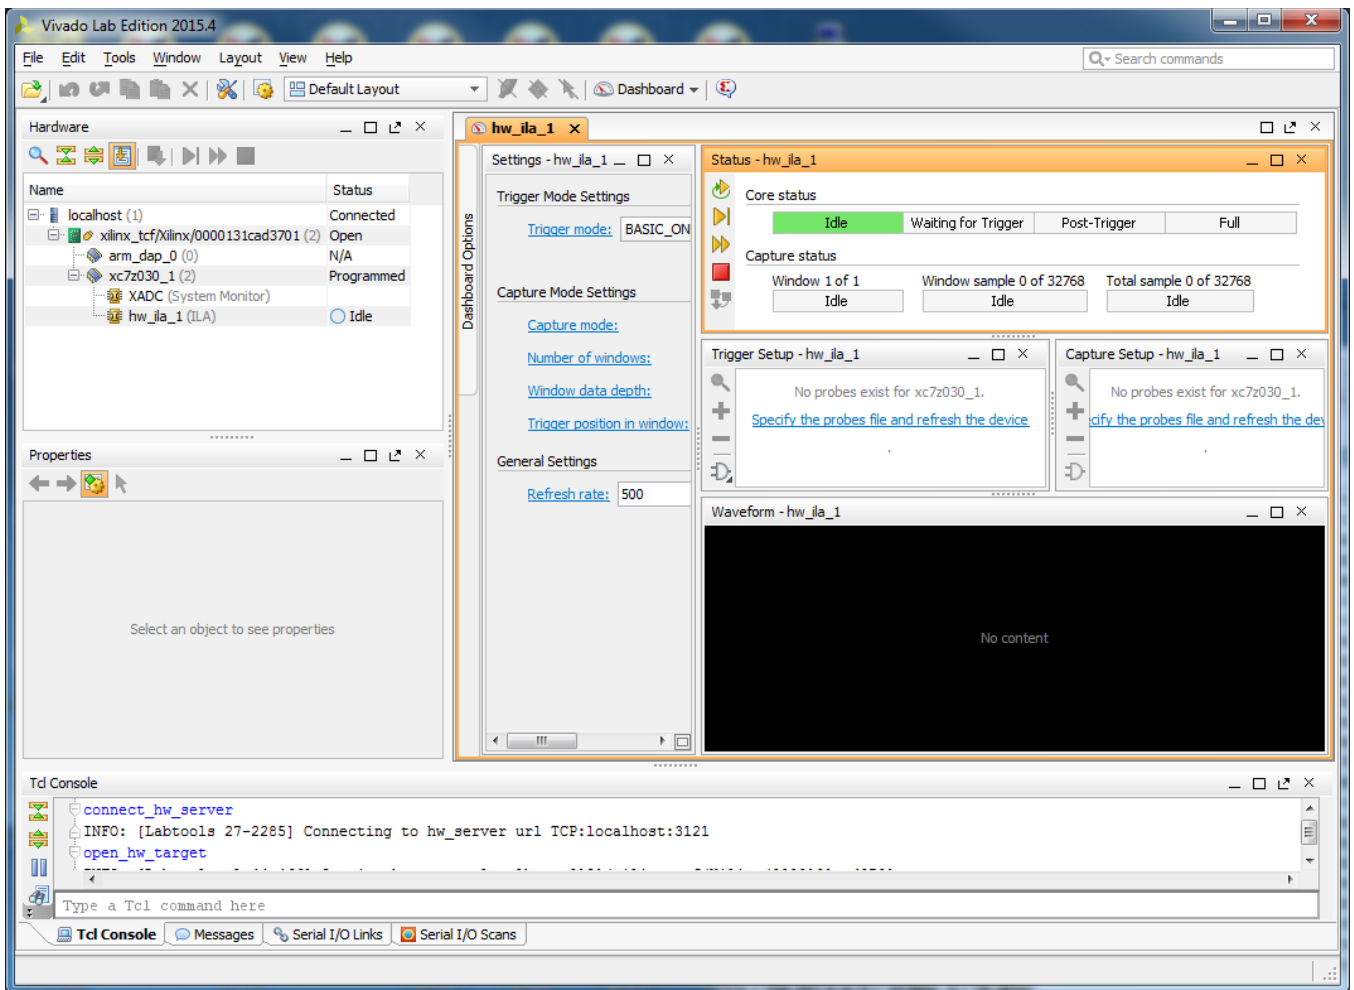 Vivado Lab Edition 2015.4
File Edit Tools Window Layout View Help
Search commands
Default Layout
Dashboard
Hardware
Name Status
localhost (1) Connected
xilinx_tcf/Xilinx/0000131cad3701 (2) Open
arm_dap_0 (0) N/A
xc7z030_1 (2) Programmed
XADC (System Monitor)
hw_ila_1 (ILA) Idle
Properties
Select an object to see properties
hw_ila_1
Dashboard Options
Settings - hw_ila_1
Trigger Mode Settings
Trigger mode: BASIC_ON
Capture Mode Settings
Capture mode:
Number of windows:
Window data depth:
Trigger position in window:
General Settings
Refresh rate: 500
Status - hw_ila_1
Core status
Idle Waiting for Trigger Post-Trigger Full
Capture status
Window 1 of 1 Window sample 0 of 32768 Total sample 0 of 32768
Idle Idle Idle
Trigger Setup - hw_ila_1
No probes exist for xc7z030_1.
Specify the probes file and refresh the device
.
Capture Setup - hw_ila_1
No probes exist for xc7z030_1.
cify the probes file and refresh the dev
.
Waveform - hw_ila_1
No content
Tcl Console
connect_hw_server
INFO: [Labtools 27-2285] Connecting to hw_server url TCP:localhost:3121
open_hw_target
Type a Tcl command here
Tcl Console Messages Serial I/O Links Serial I/O Scans